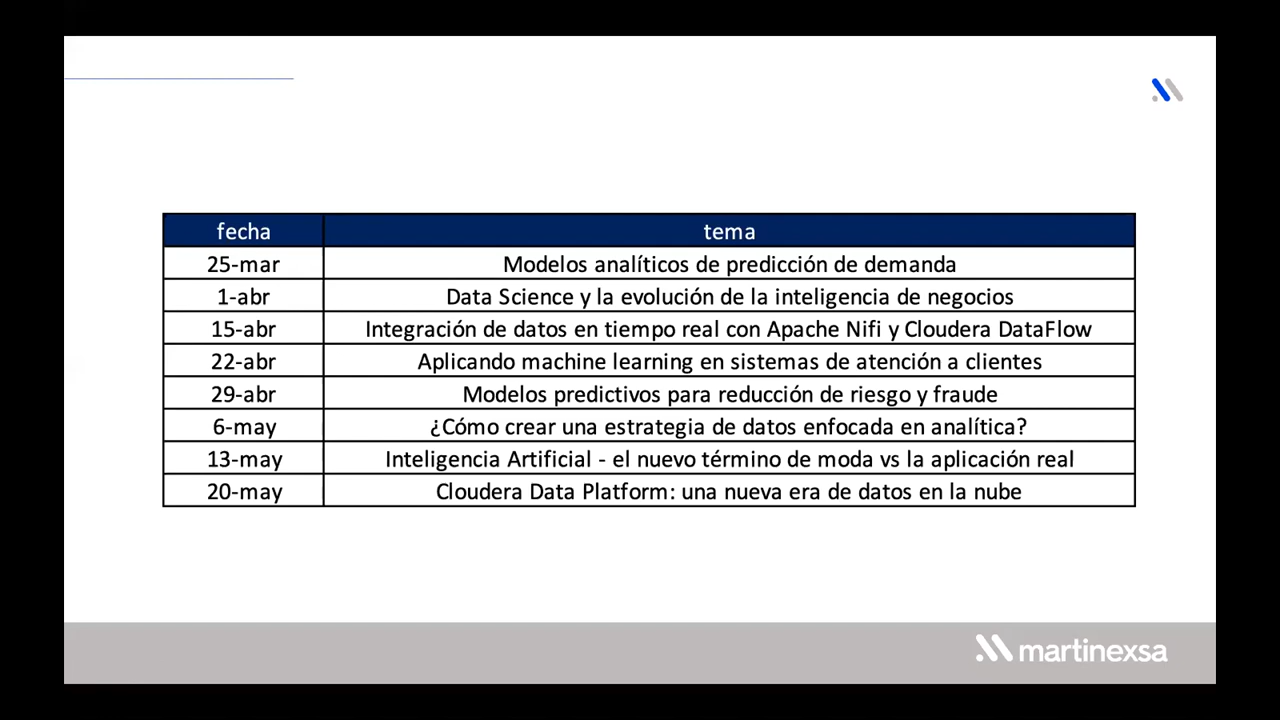 fecha tema
25-mar Modelos analíticos de predicción de demanda
1-abr Data Science y la evolución de la inteligencia de negocios
15-abr Integración de datos en tiempo real con Apache Nifi y Cloudera DataFlow
22-abr Aplicando machine learning en sistemas de atención a clientes
29-abr Modelos predictivos para reducción de riesgo y fraude
6-may ¿Cómo crear una estrategia de datos enfocada en analítica?
13-may Inteligencia Artificial - el nuevo término de moda vs la aplicación real
20-may Cloudera Data Platform: una nueva era de datos en la nube
martinexsa